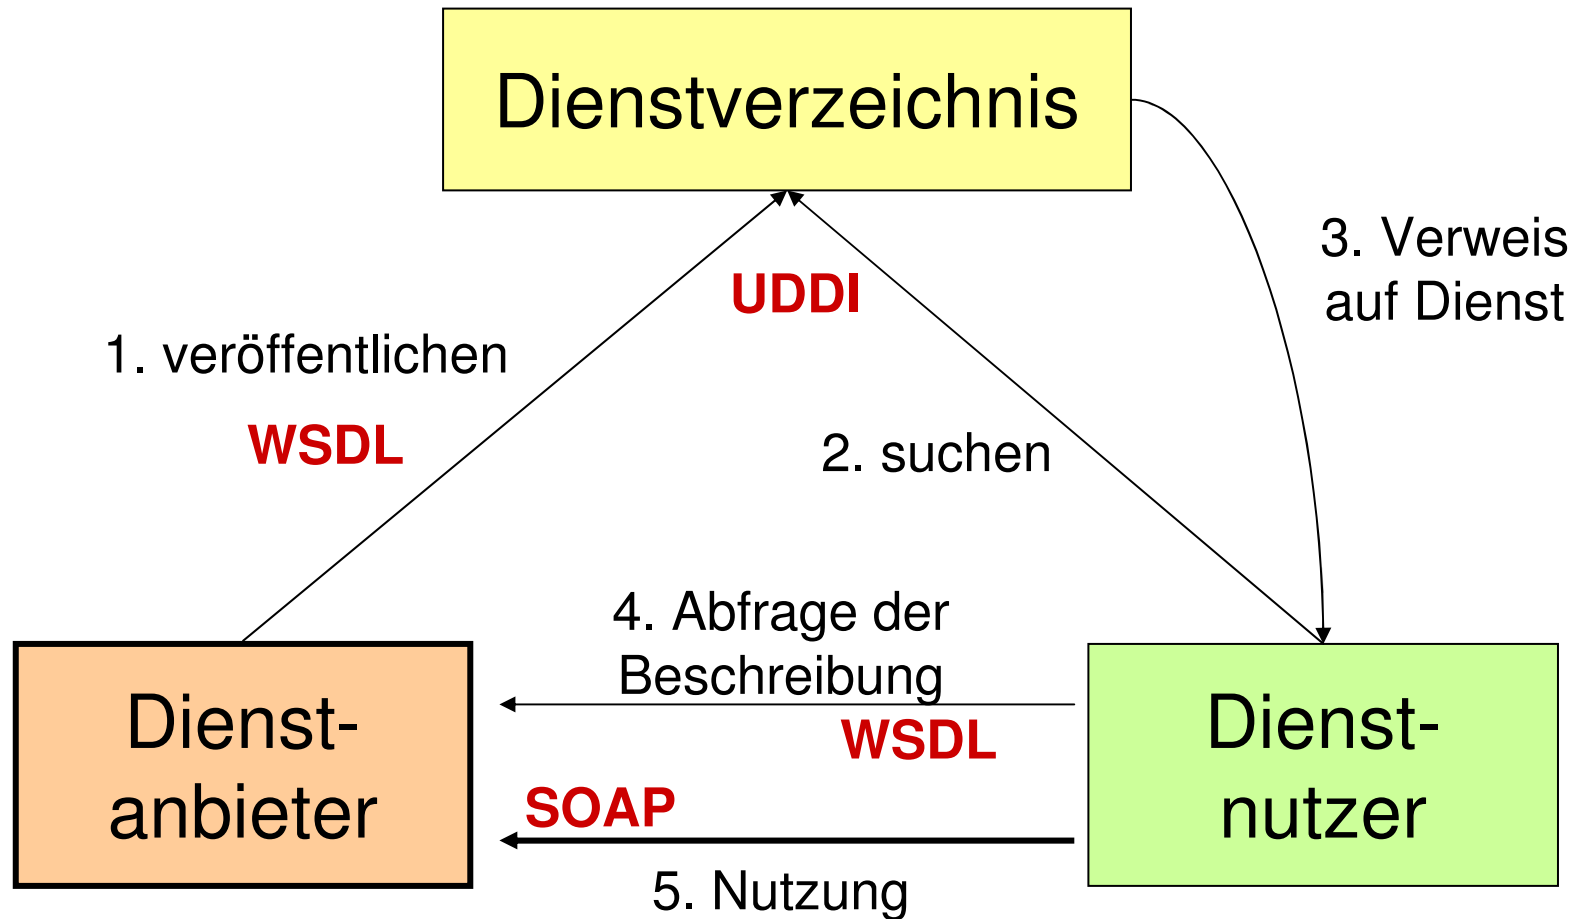 Dienstverzeichnis
3. Verweis
auf Dienst
UDDI
1. veröffentlichen
WSDL
2. suchen
4. Abfrage der
Beschreibung
WSDL
Dienst-
anbieter
Dienst-
nutzer
SOAP
5. Nutzung